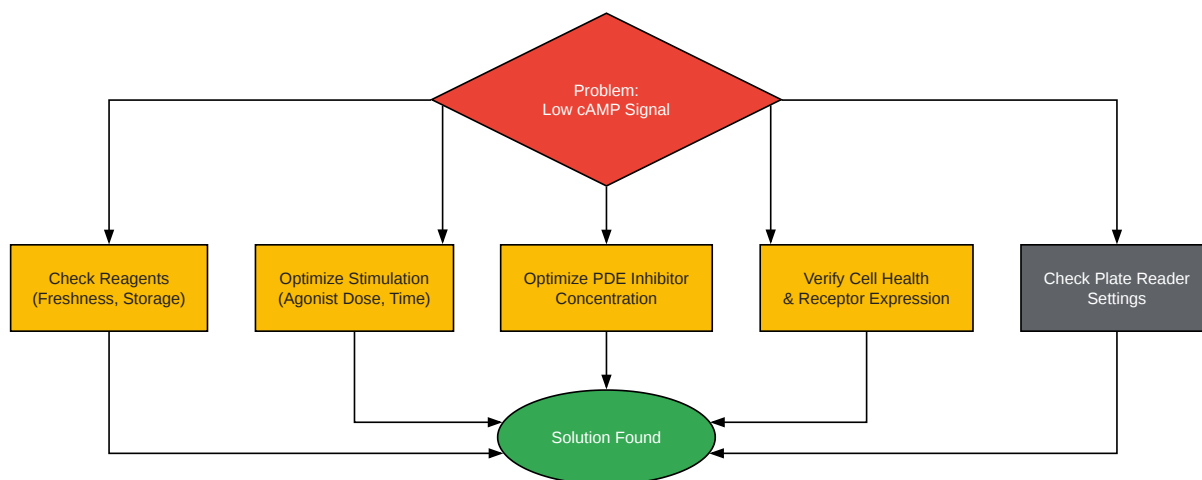 Problem:
Low cAMP Signal
Check Reagents
(Freshness, Storage)
Optimize Stimulation
(Agonist Dose, Time)
Optimize PDE Inhibitor
Concentration
Verify Cell Health
& Receptor Expression
Check Plate Reader
Settings
Solution Found